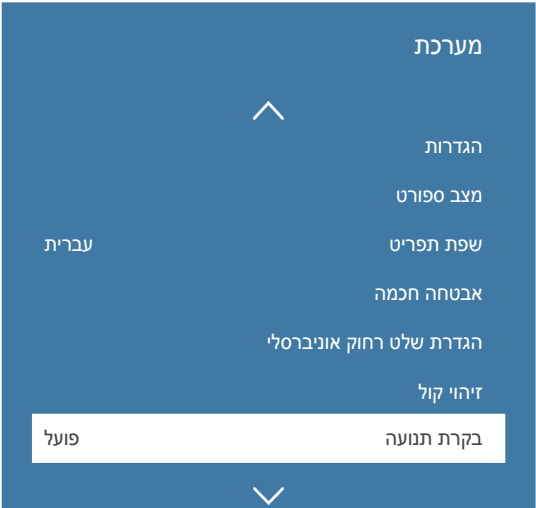 מערכת
הגדרות
מצב ספורט
שפת תפריט עברית
אבטחה חכמה
הגדרת שלט רחוק אוניברסלי
זיהוי קול
בקרת תנועה פועל